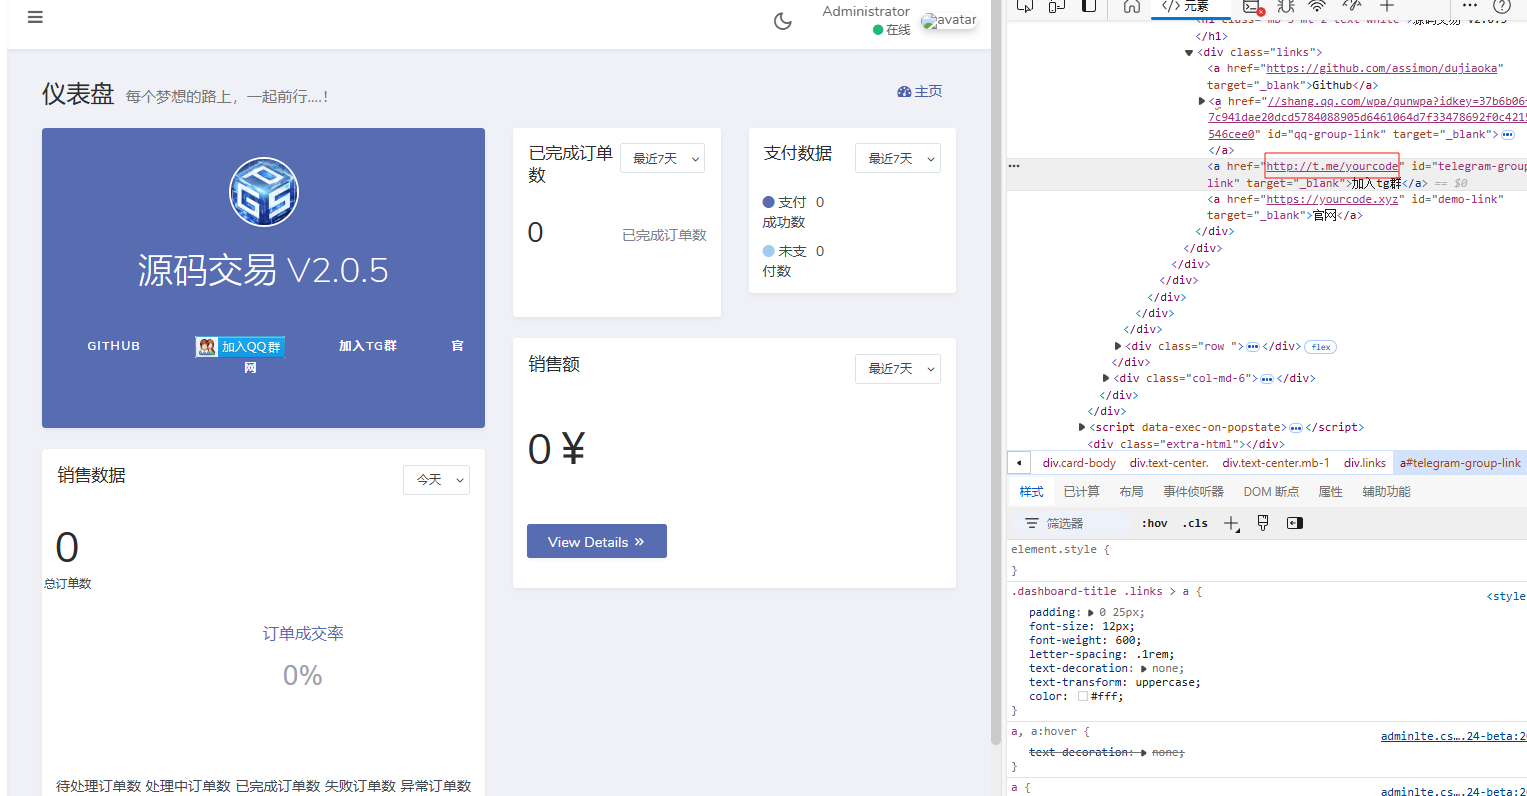 Administrator
在线
avatar
仪表盘 每个梦想的路上，一起前行....！
主页
源码交易 V2.0.5
GITHUB 加入QQ群 加入TG群 官
网
已完成订单
数
最近7天
0
已完成订单数
支付数据
最近7天
支付 0
成功数
未支 0
付数
销售额
最近7天
0 ¥
View Details »
销售数据
今天
0
总订单数
订单成交率
0%
待处理订单数 处理中订单数 已完成订单数 失败订单数 异常订单数
</> 元素
</h1>
<div class="links">
<a href="https://github.com/assimon/dujiaoka"
target="_blank">Github</a>
<a href="//shang.qq.com/wpa/qunwpa?idkey=37b6b06
7c941dae20dcd5784088905d6461064d7f33478692f0c4215
546cee0" id="qq-group-link" target="_blank">
</a>
<a href="http://t.me/yourcode" id="telegram-group
link" target="_blank">加入tg群</a> == $0
<a href="https://yourcode.xyz" id="demo-link"
target="_blank">官网</a>
</div>
</div>
</div>
</div>
</div>
</div>
</div>
<div class="row "> </div> flex
</div>
<div class="col-md-6"> </div>
</div>
</div>
<script data-exec-on-popstate> </script>
<div class="extra-html"></div>
div.card-body div.text-center. div.text-center.mb-1 div.links a#telegram-group-link
样式 已计算 布局 事件侦听器 DOM 断点 属性 辅助功能
筛选器 :hov .cls
element.style {
}
.dashboard-title .links > a { <style
padding: 0 25px;
font-size: 12px;
font-weight: 600;
letter-spacing: .1rem;
text-decoration: none;
text-transform: uppercase;
color: #fff;
}
a, a:hover { adminlte.cs….24-beta:20
text-decoration: none;
}
a {